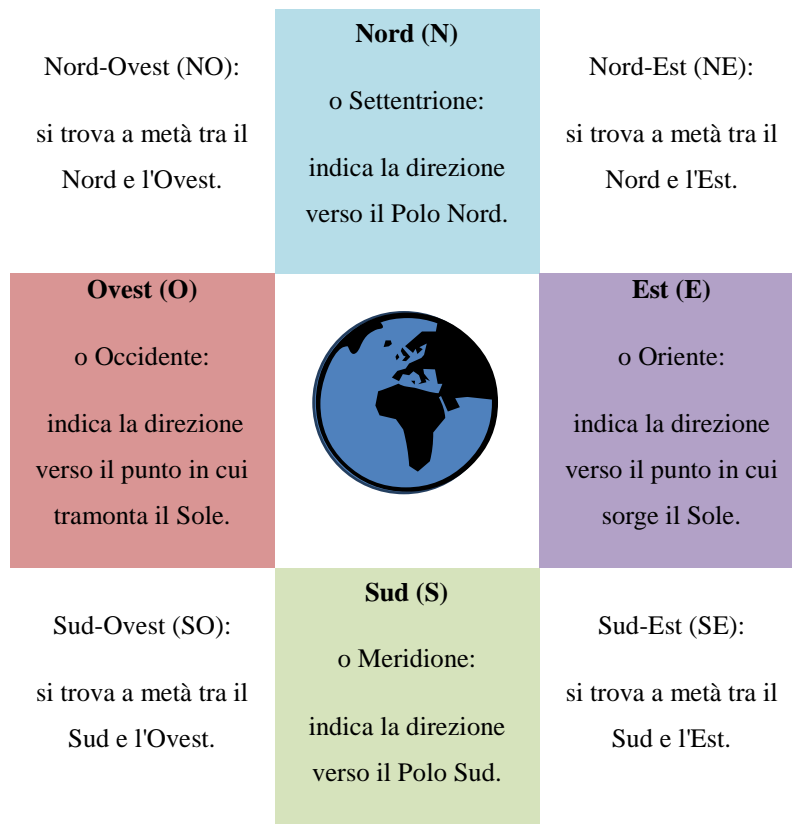 Nord-Ovest (NO):
si trova a metà tra il
Nord e l'Ovest.
Nord (N)
o Settentrione:
indica la direzione
verso il Polo Nord.
Nord-Est (NE):
si trova a metà tra il
Nord e l'Est.
Ovest (O)
o Occidente:
indica la direzione
verso il punto in cui
tramonta il Sole.
Est (E)
o Oriente:
indica la direzione
verso il punto in cui
sorge il Sole.
Sud-Ovest (SO):
si trova a metà tra il
Sud e l'Ovest.
Sud (S)
o Meridione:
indica la direzione
verso il Polo Sud.
Sud-Est (SE):
si trova a metà tra il
Sud e l'Est.